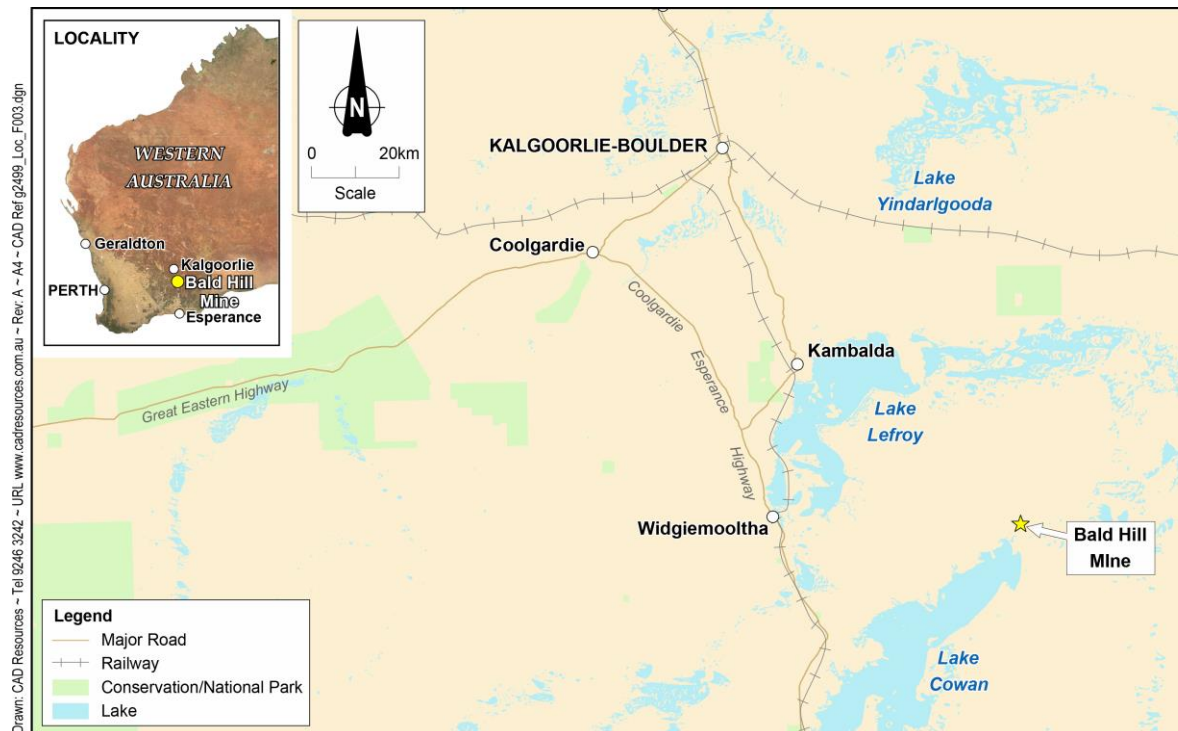 Drawn: CAD Resources ~ Tel 9246 3242 ~ URL www.cadresources.com.au ~ Rev: A ~ A4 ~ CAD Ref g2499_Loc_F003.dgn
LOCALITY
WESTERN
AUSTRALIA
Geraldton
Kalgoorlie
PERTH
Bald Hill
Mine
Esperance
N
0 20km
Scale
KALGOORLIE-BOULDER
Lake
Yindarlgooda
Coolgardie
Coolgardie
Esperance
Highway
Kambalda
Great Eastern Highway
Lake
Lefroy
Widgiemooltha
Bald Hill
MIne
Lake
Cowan
Legend
Major Road
Railway
Conservation/National Park
Lake